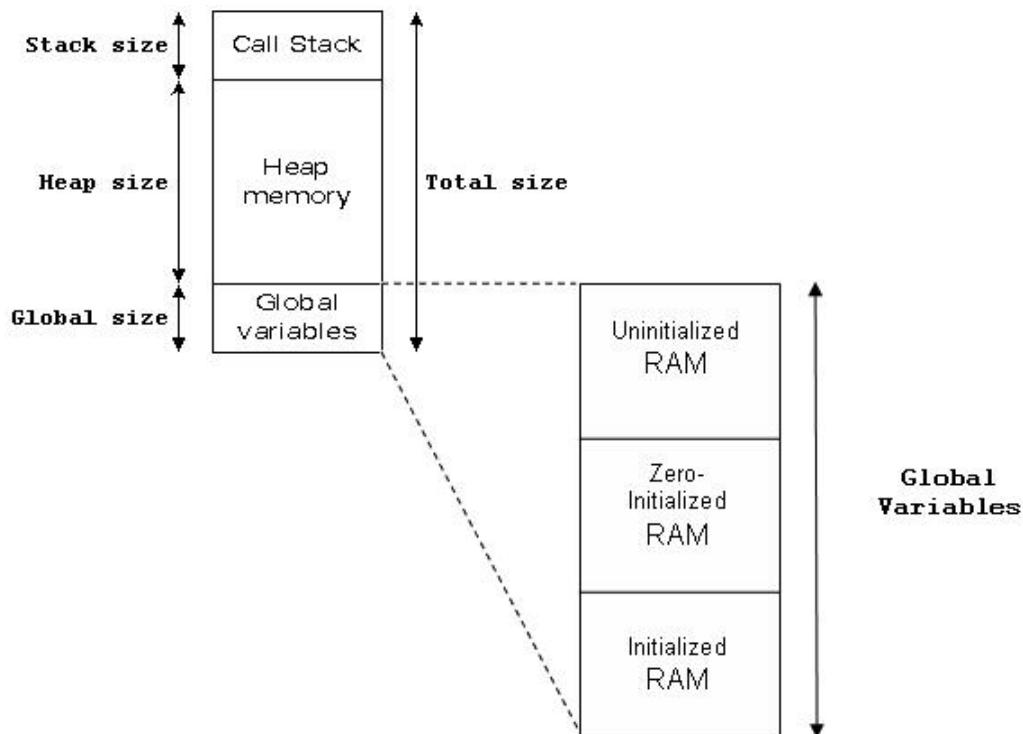 Stack size
Call Stack
Heap size
Heap
memory
Total size
Global size
Global
variables
Uninitialized
RAM
Zero-
Initialized
RAM
Initialized
RAM
Global
Variables